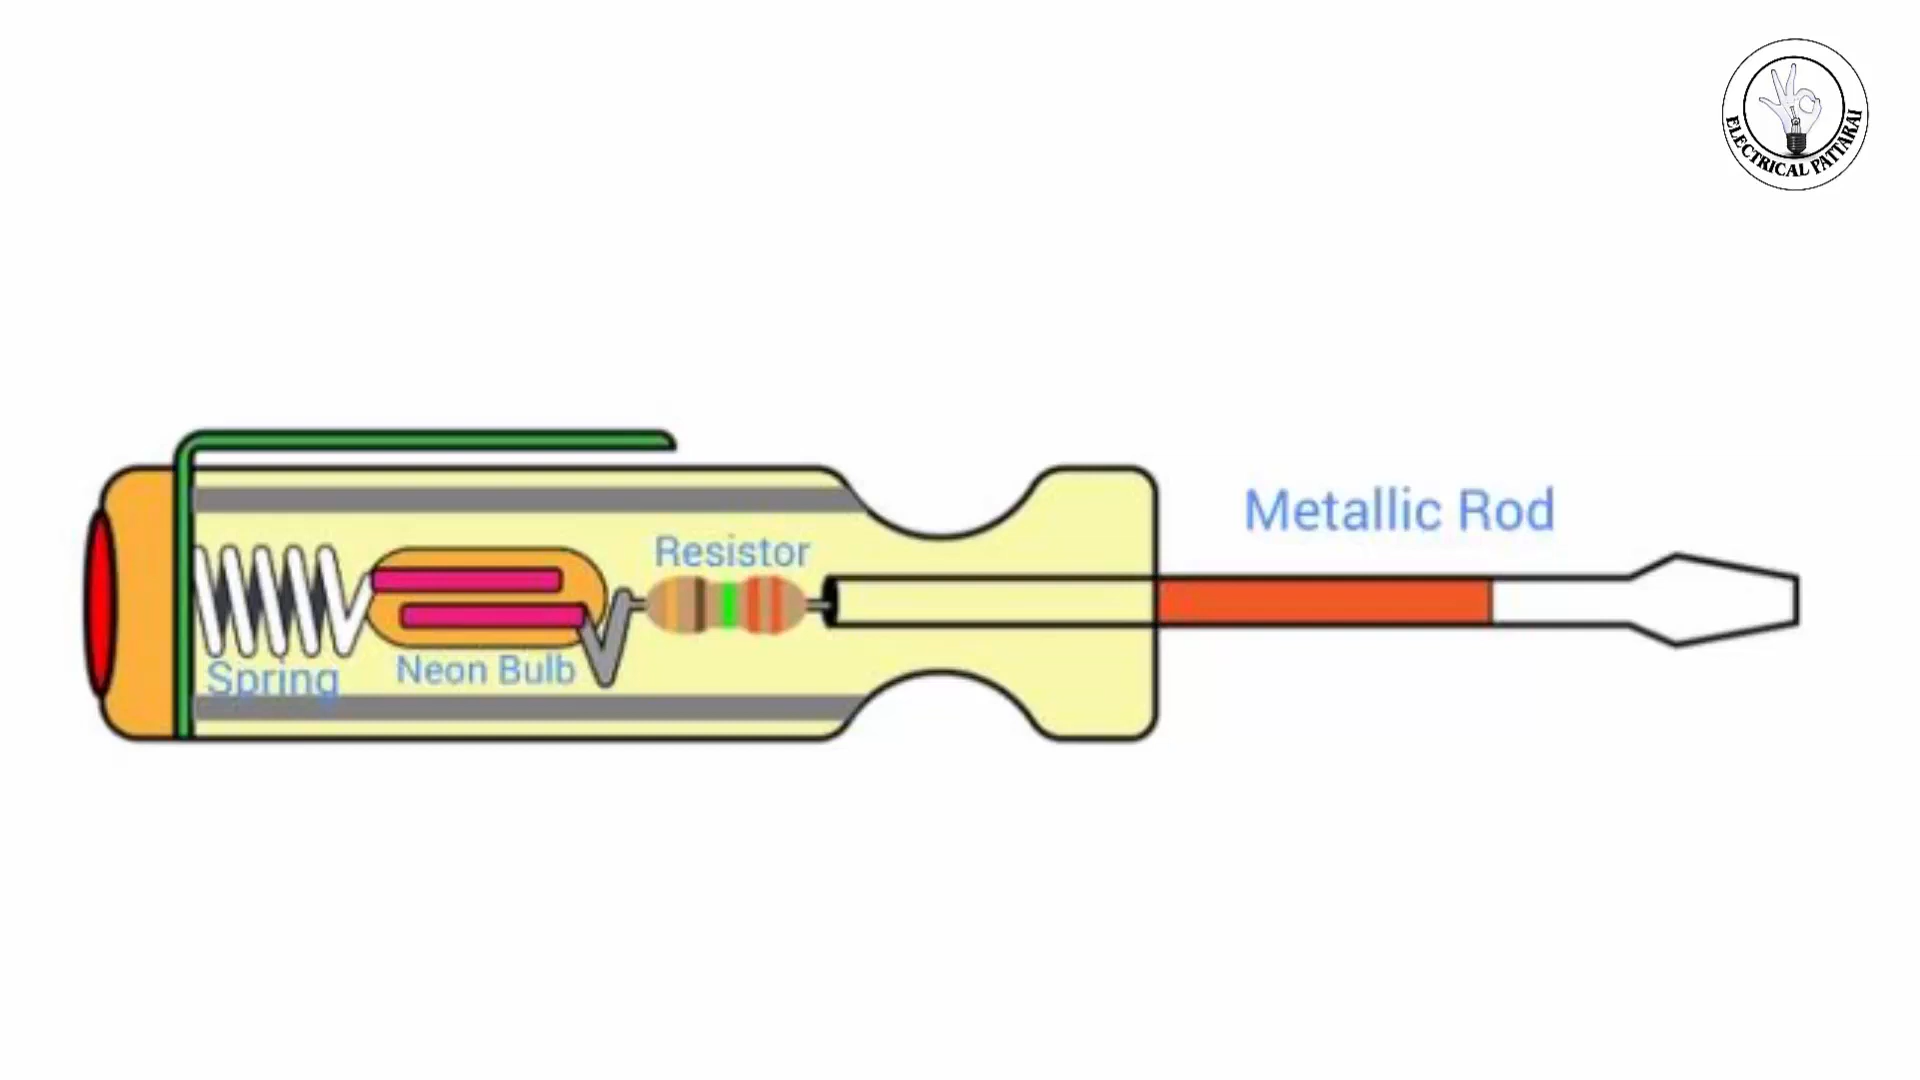 ELECTRICAL PATTARAI
Metallic Rod
Resistor
Spring
Neon Bulb